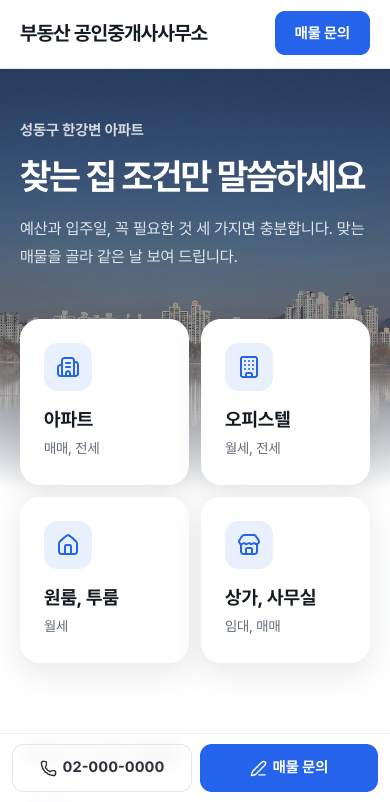 부동산 공인중개사사무소
매물 문의
성동구 한강변 아파트
찾는 집 조건만 말씀하세요
예산과 입주일, 꼭 필요한 것 세 가지면 충분합니다. 맞는
매물을 골라 같은 날 보여 드립니다.
아파트
매매, 전세
오피스텔
월세, 전세
원룸, 투룸
월세
상가, 사무실
임대, 매매
02-000-0000
매물 문의